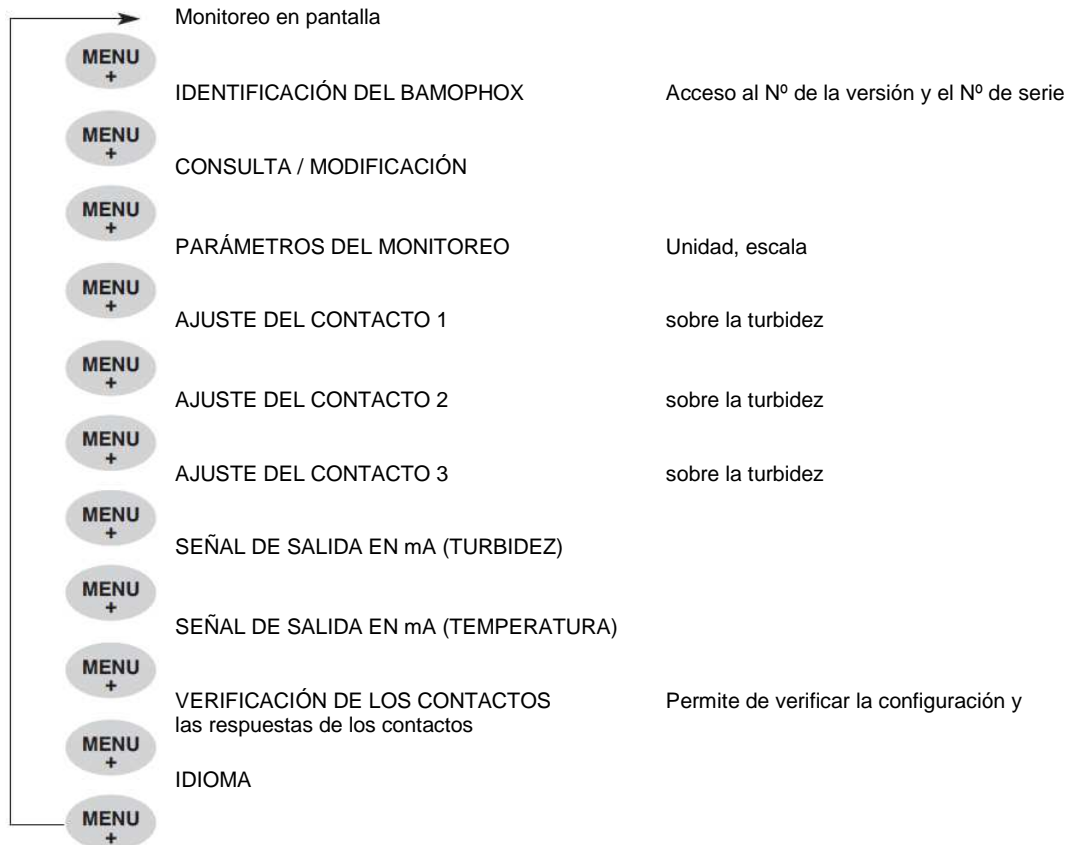 Monitoreo en pantalla
MENU
+
IDENTIFICACIÓN DEL BAMOPHOX Acceso al Nº de la versión y el Nº de serie
MENU
+
CONSULTA / MODIFICACIÓN
MENU
+
PARÁMETROS DEL MONITOREO Unidad, escala
MENU
+
AJUSTE DEL CONTACTO 1 sobre la turbidez
MENU
+
AJUSTE DEL CONTACTO 2 sobre la turbidez
MENU
+
AJUSTE DEL CONTACTO 3 sobre la turbidez
MENU
+
SEÑAL DE SALIDA EN mA (TURBIDEZ)
MENU
+
SEÑAL DE SALIDA EN mA (TEMPERATURA)
MENU
+
VERIFICACIÓN DE LOS CONTACTOS Permite de verificar la configuración y
las respuestas de los contactos
MENU
+
IDIOMA
MENU
+